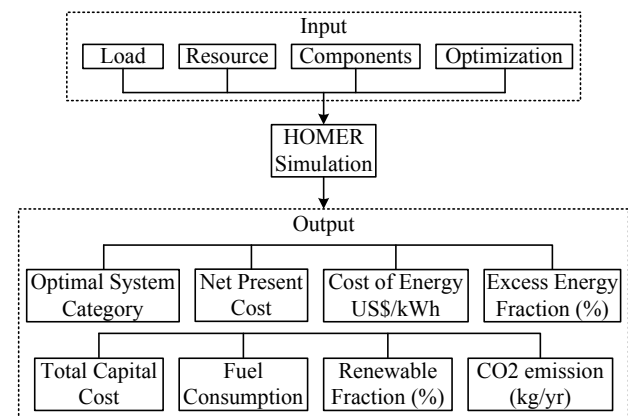 Input
Load
Resource
Components
Optimization
HOMER
Simulation
Output
Optimal System
Category
Net Present
Cost
Cost of Energy
US$/kWh
Excess Energy
Fraction (%)
Total Capital
Cost
Fuel
Consumption
Renewable
Fraction (%)
CO2 emission
(kg/yr)